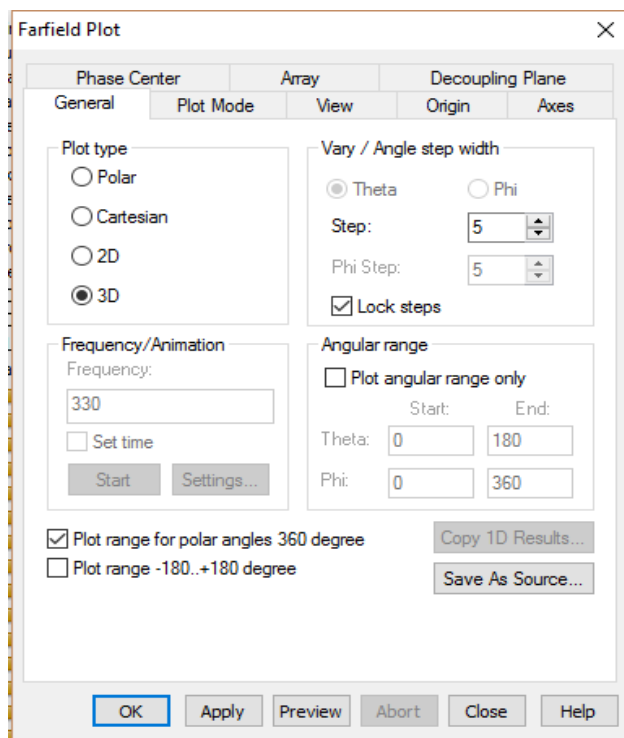 Farfield Plot
Phase Center Array Decoupling Plane
General Plot Mode View Origin Axes
Plot type
Polar
Cartesian
2D
3D
Vary / Angle step width
Theta Phi
Step: 5
Phi Step: 5
Lock steps
Frequency/Animation
Frequency:
330
Set time
Start Settings...
Angular range
Plot angular range only
Start: End:
Theta: 0 180
Phi: 0 360
Plot range for polar angles 360 degree
Plot range -180..+180 degree
Copy 1D Results...
Save As Source...
OK Apply Preview Abort Close Help